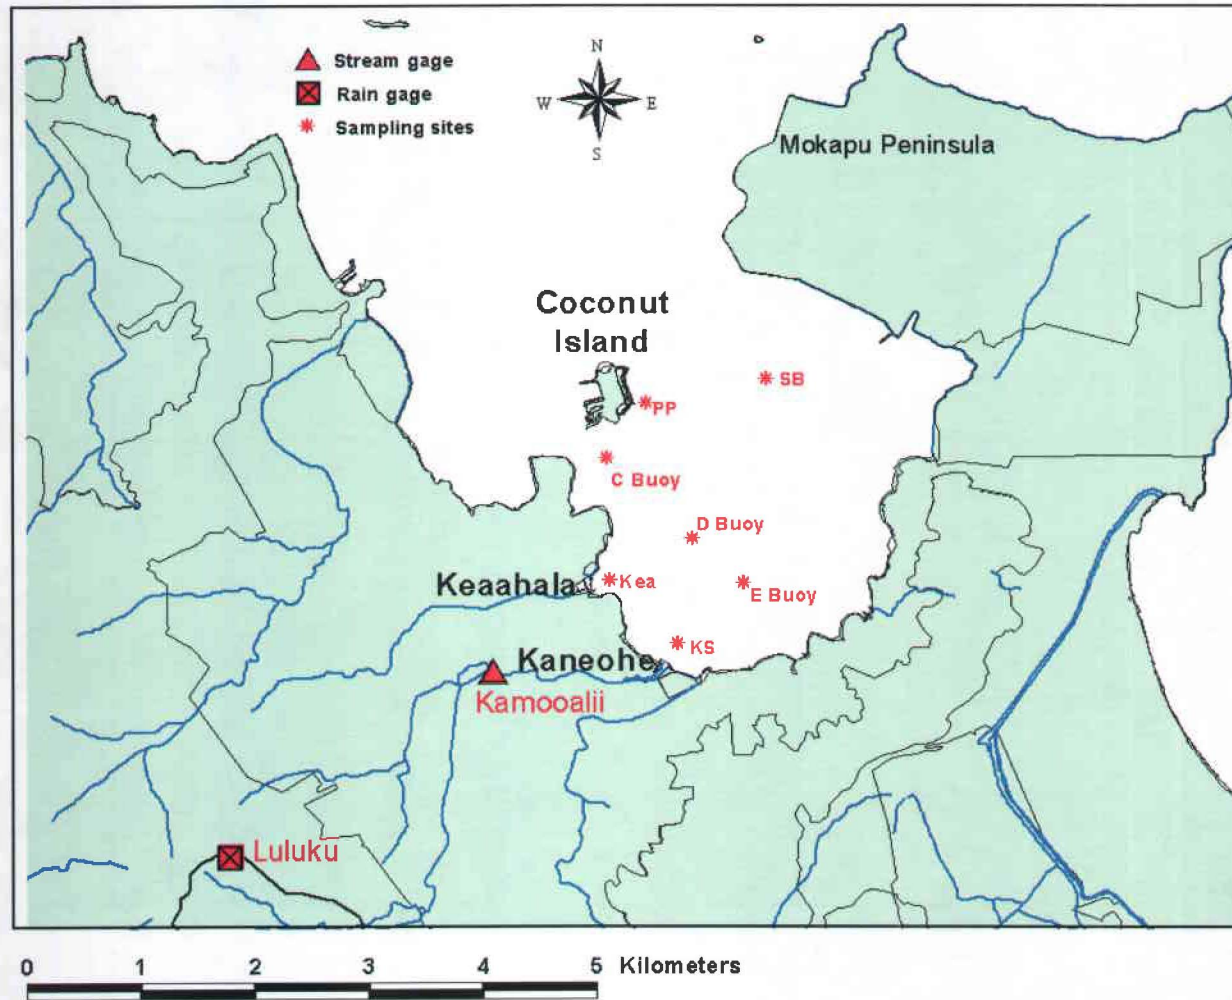 N
Stream gage
Rain gage
W E
Sampling sites
S
Mokapu Peninsula
Coconut
Island
SB
PP
C Buoy
D Buoy
Keaahala
Kea
E Buoy
KS
Kaneohe
Kamooalii
Luluku
0 1 2 3 4 5 Kilometers